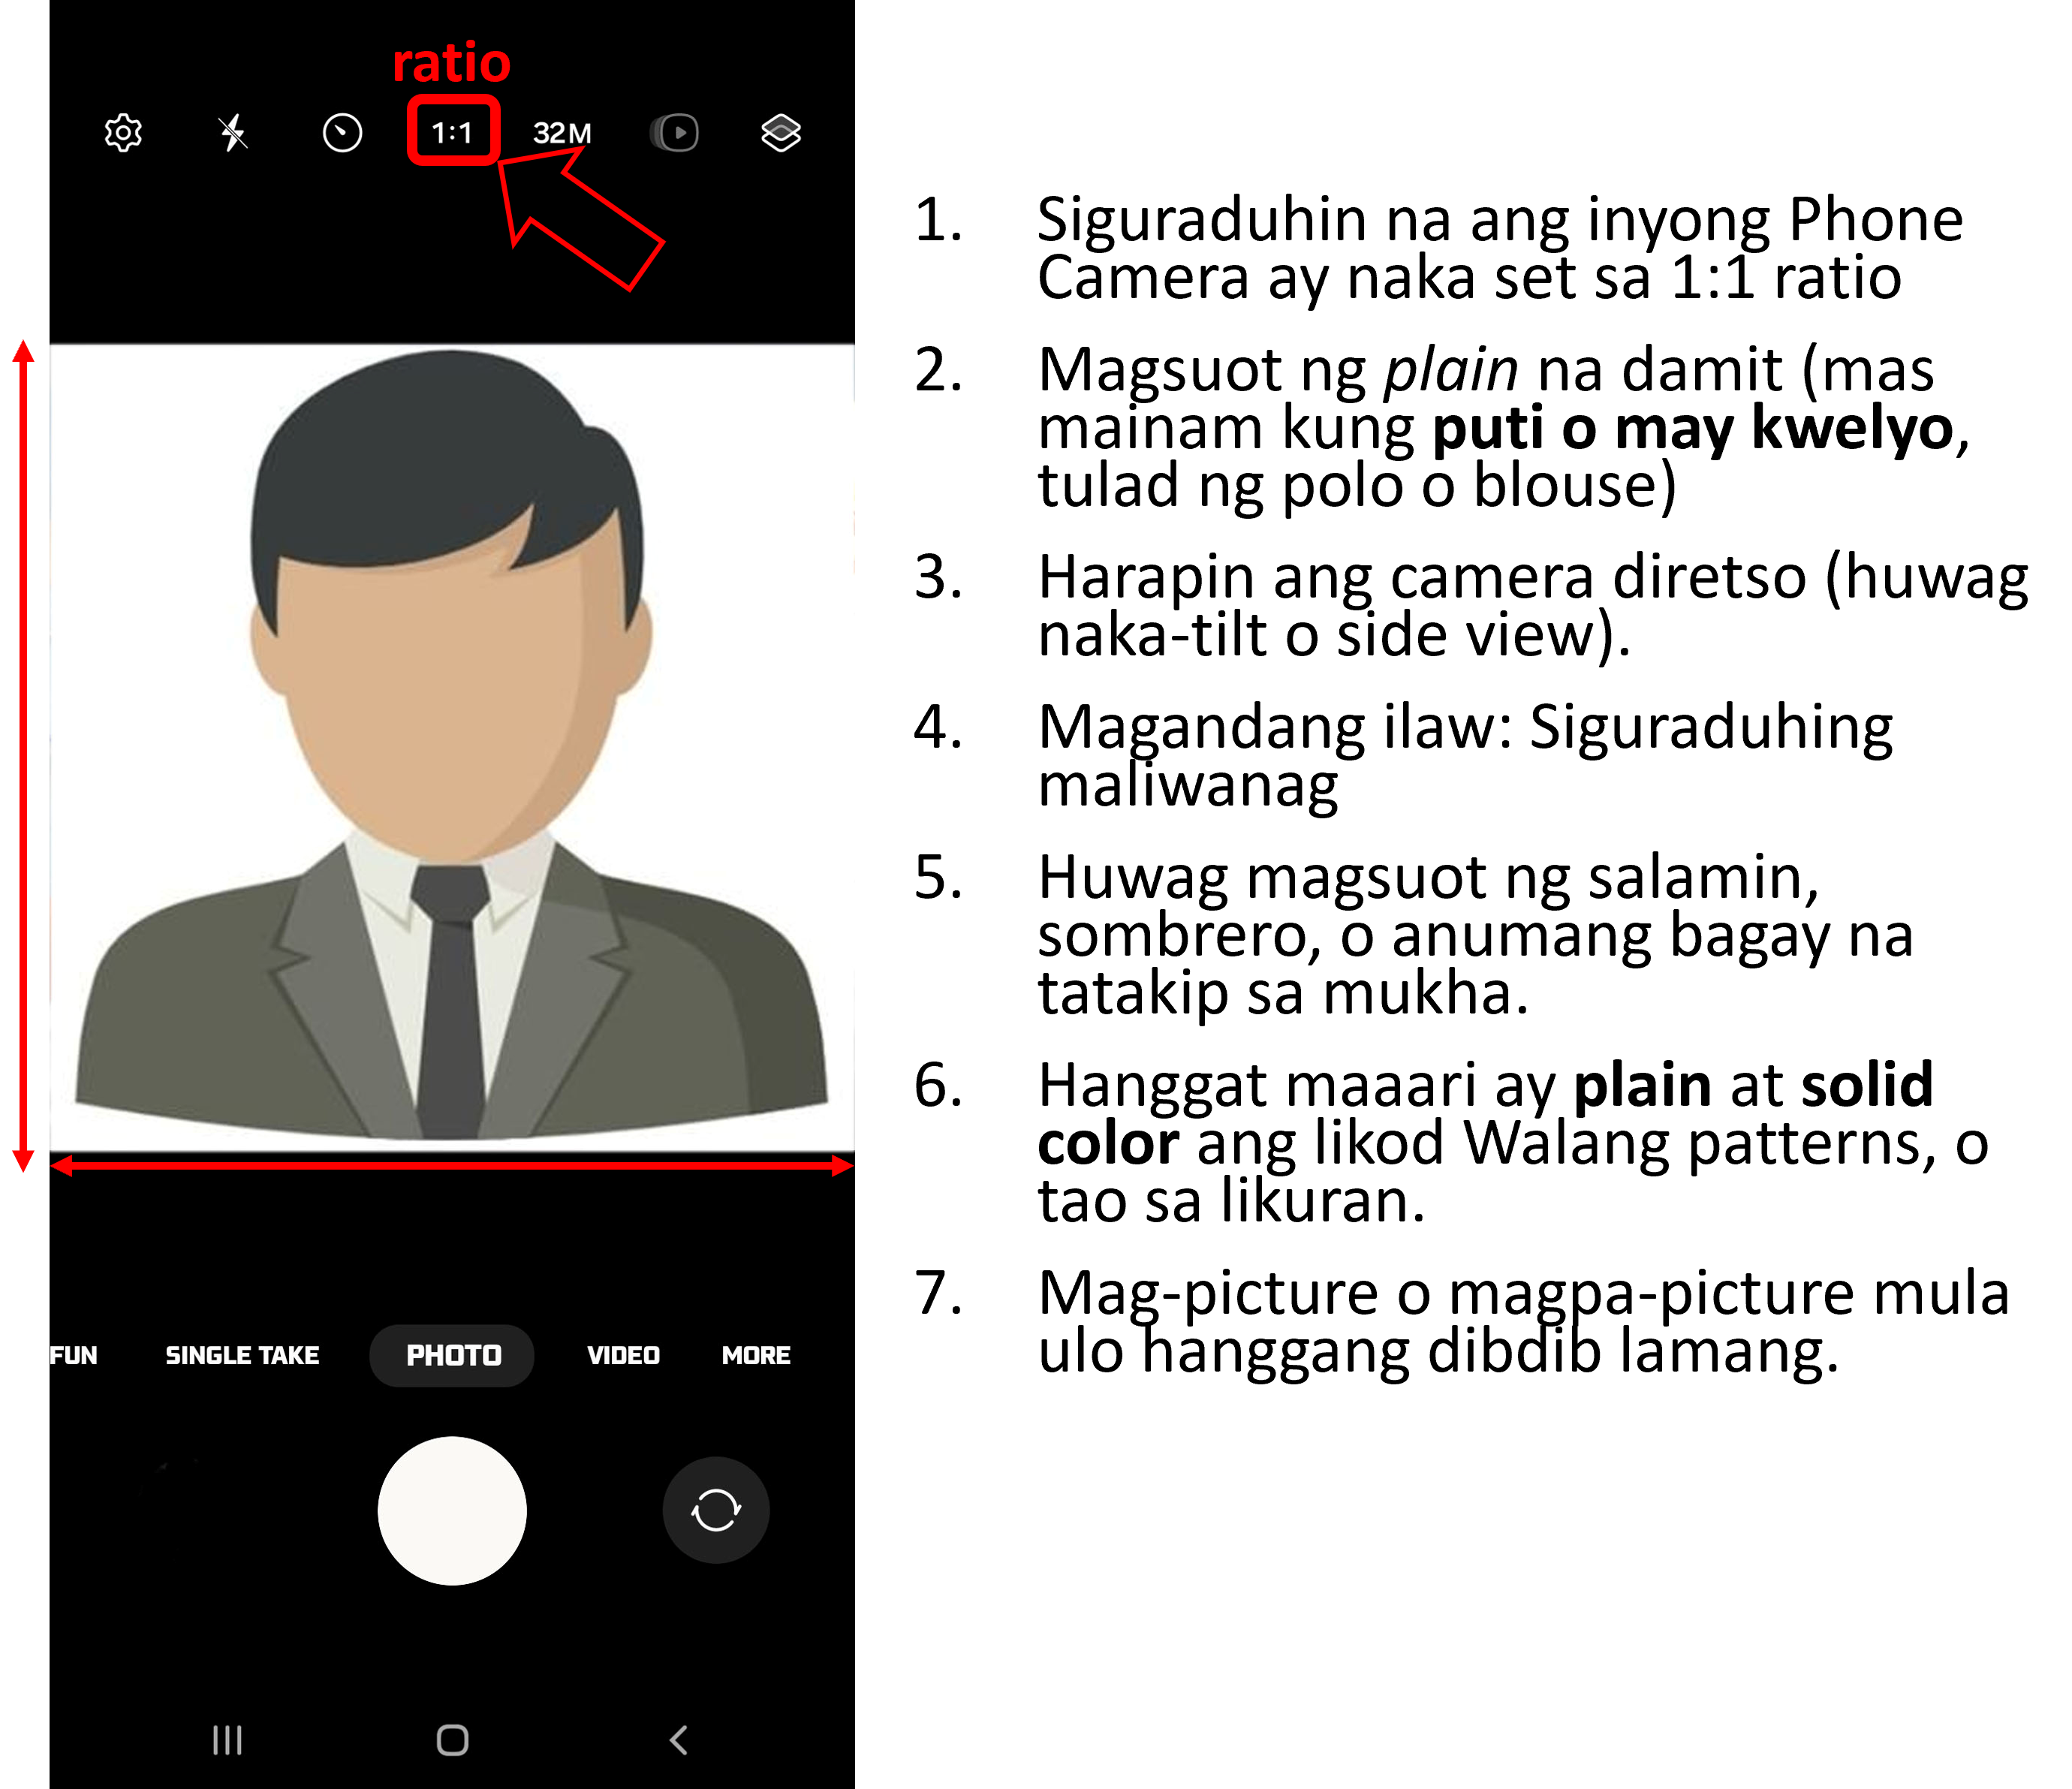 ratio
1:1
32M
1. Siguraduhin na ang inyong Phone
Camera ay naka set sa 1:1 ratio
2. Magsuot ng plain na damit (mas
mainam kung puti o may kwelyo,
tulad ng polo o blouse)
3. Harapin ang camera diretso (huwag
naka-tilt o side view).
4. Magandang ilaw: Siguraduhing
maliwanag
5. Huwag magsuot ng salamin,
sombrero, o anumang bagay na
tatakip sa mukha.
6. Hanggat maaari ay plain at solid
color ang likod Walang patterns, o
tao sa likuran.
7. Mag-picture o magpa-picture mula
ulo hanggang dibdib lamang.
FUN SINGLE TAKE PHOTO VIDEO MORE